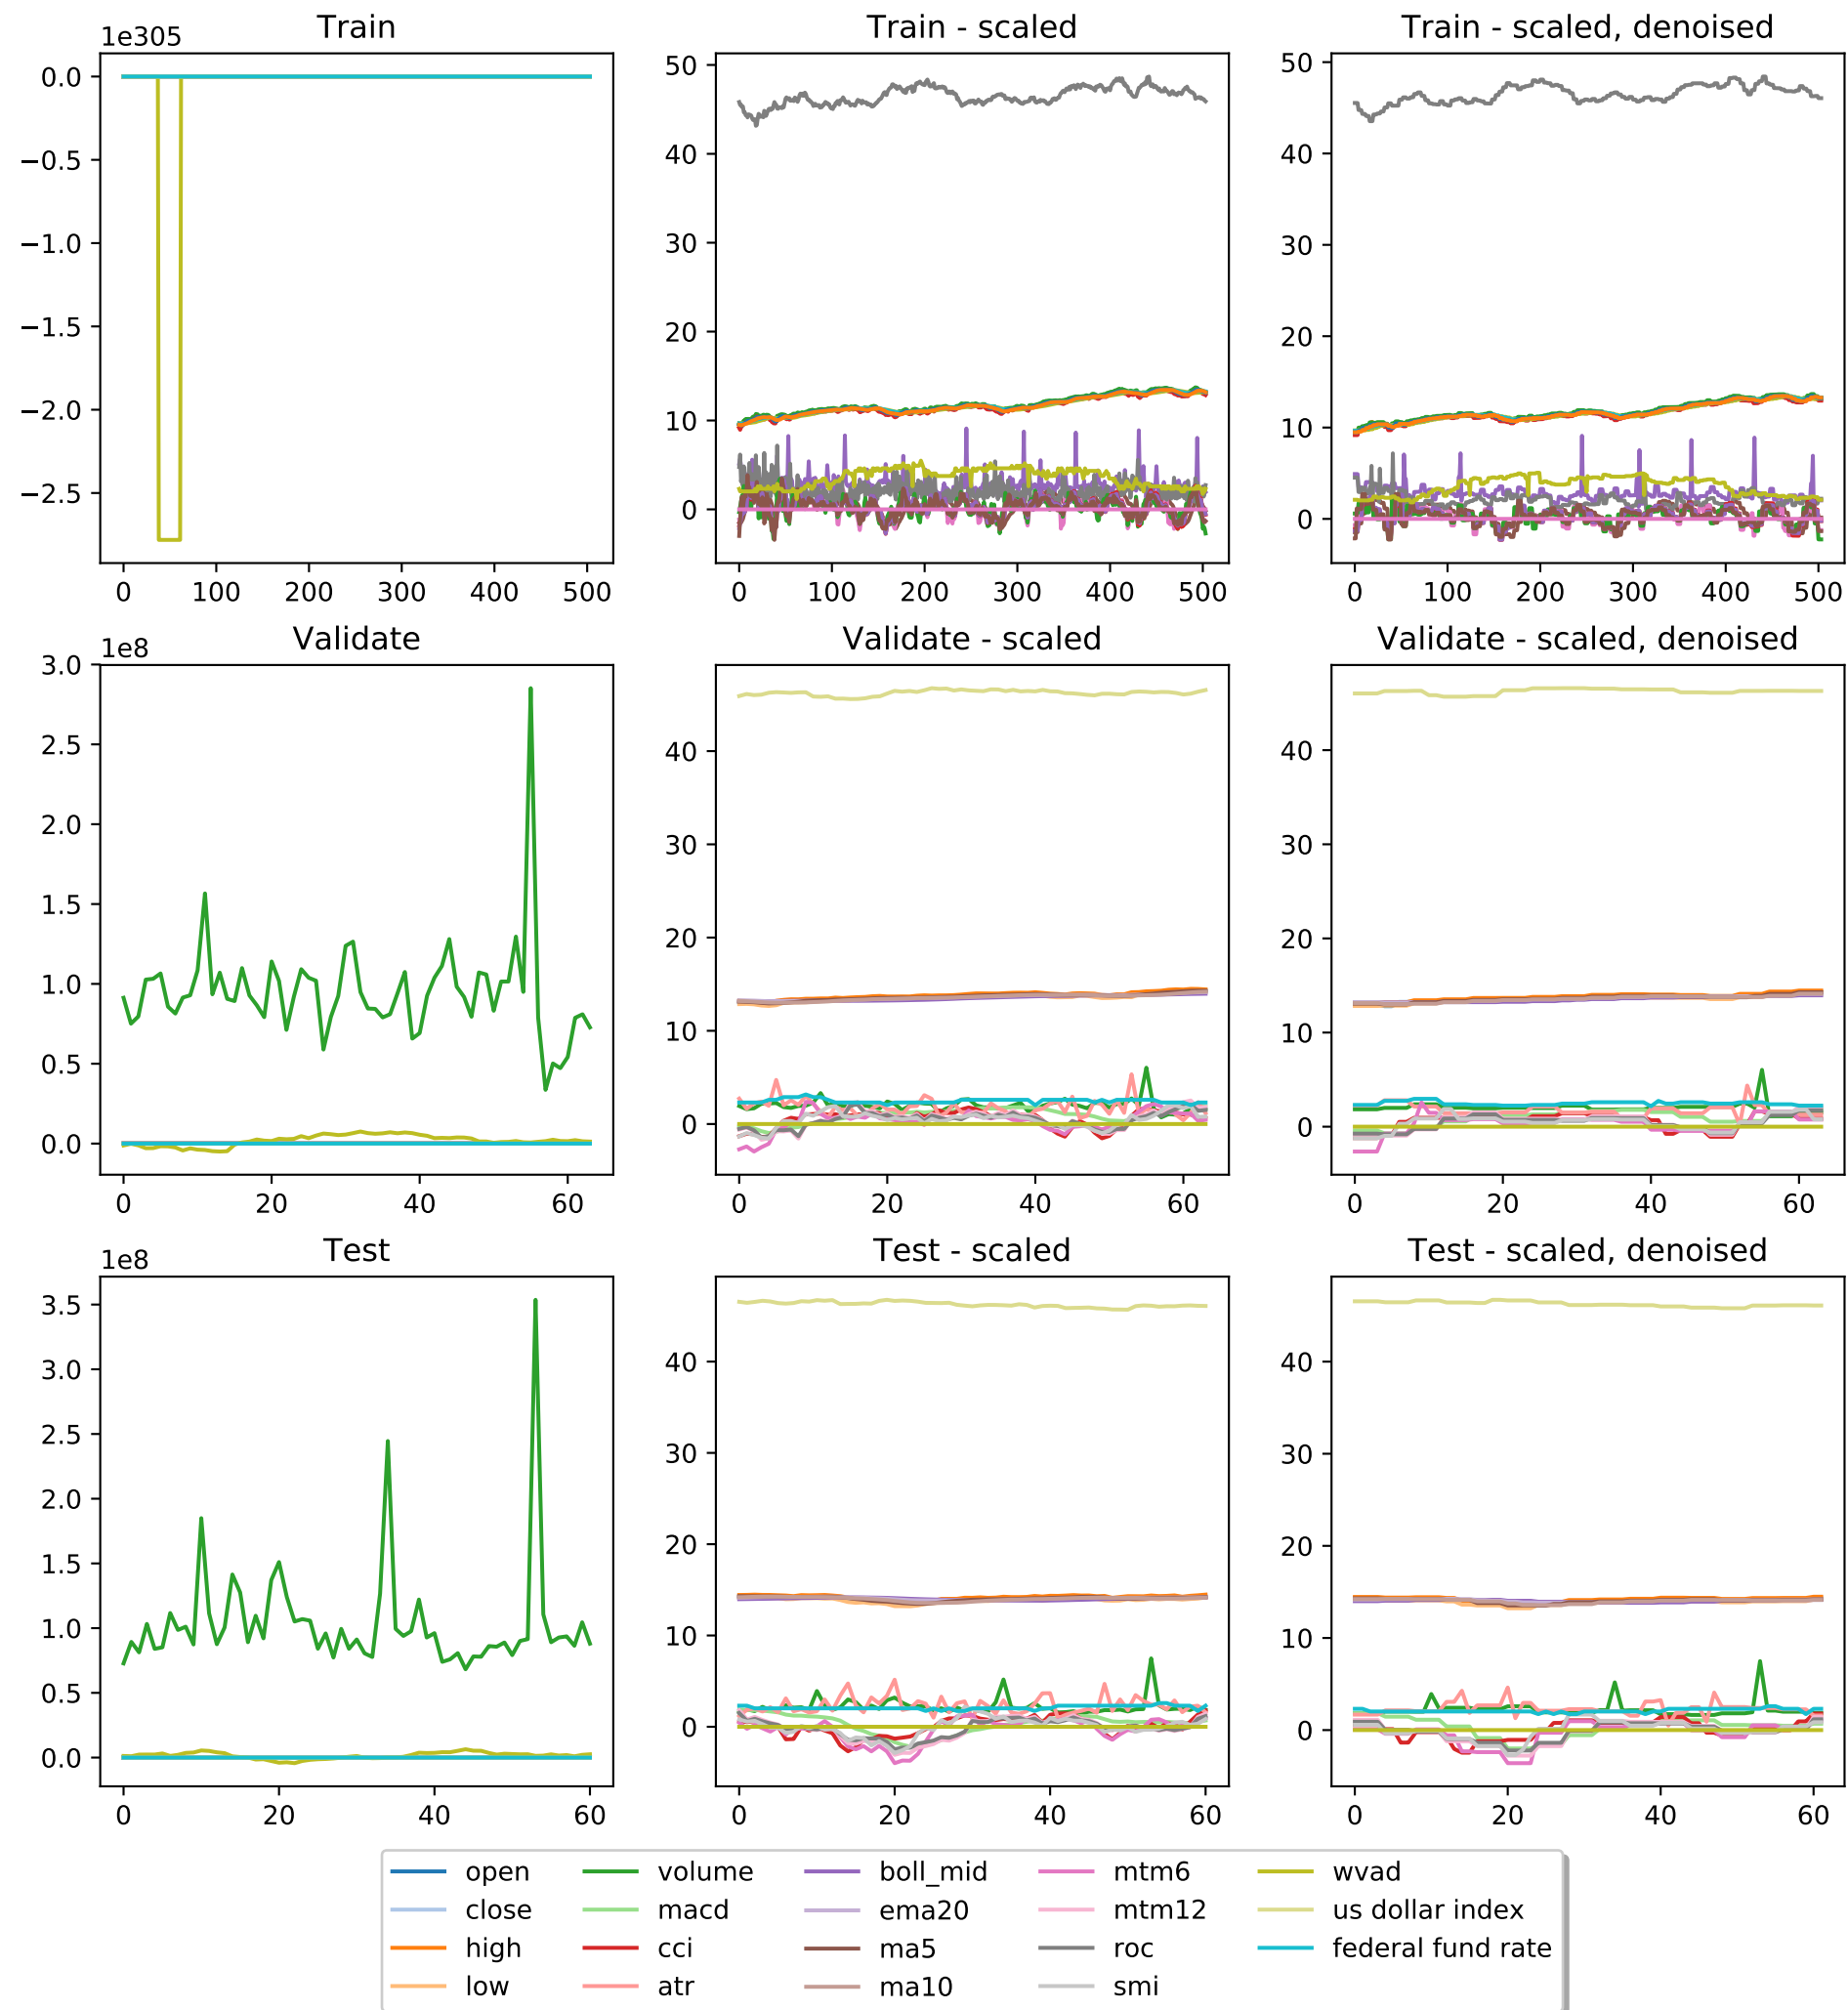 Train
Train - scaled
Train - scaled, denoised
1e305
0.0
−0.5
−1.0
−1.5
−2.0
−2.5
0 100 200 300 400 500
50
40
30
20
10
0
0 100 200 300 400 500
50
40
30
20
10
0
0 100 200 300 400 500
Validate
Validate - scaled
Validate - scaled, denoised
1e8
3.0
2.5
2.0
1.5
1.0
0.5
0.0
0 20 40 60
40
30
20
10
0
0 20 40 60
40
30
20
10
0
0 20 40 60
Test
Test - scaled
Test - scaled, denoised
1e8
3.5
3.0
2.5
2.0
1.5
1.0
0.5
0.0
0 20 40 60
40
30
20
10
0
0 20 40 60
40
30
20
10
0
0 20 40 60
open
close
high
low
volume
macd
cci
atr
boll_mid
ema20
ma5
ma10
mtm6
mtm12
roc
smi
wvad
us dollar index
federal fund rate